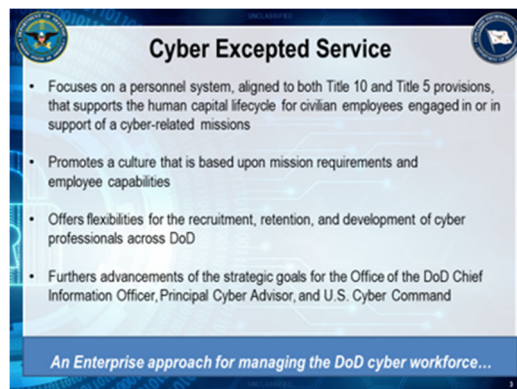 UNCLASSIFIED
Cyber Excepted Service
• Focuses on a personnel system, aligned to both Title 10 and Title 5 provisions,
that supports the human capital lifecycle for civilian employees engaged in or in
support of a cyber-related missions
• Promotes a culture that is based upon mission requirements and
employee capabilities
• Offers flexibilities for the recruitment, retention, and development of cyber
professionals across DoD
• Furthers advancements of the strategic goals for the Office of the DoD Chief
Information Officer, Principal Cyber Advisor, and U.S. Cyber Command
An Enterprise approach for managing the DoD cyber workforce…
UNCLASSIFIED
3